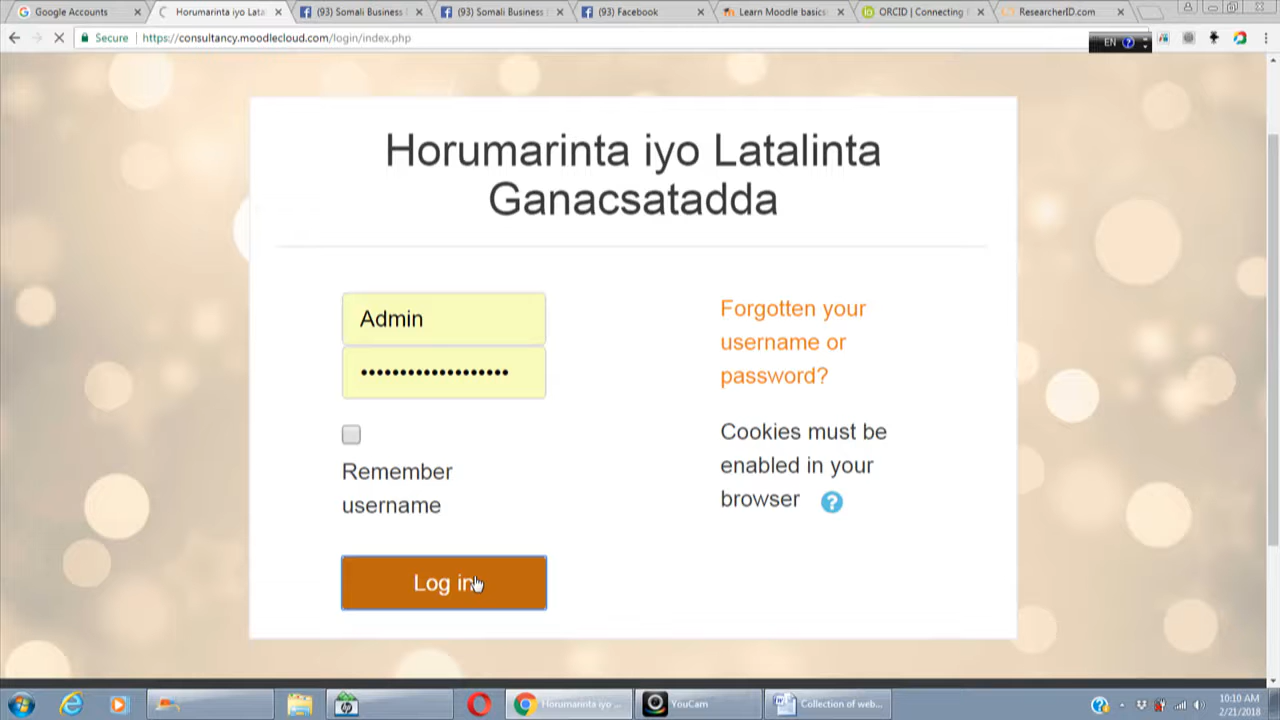 Google Accounts
Horumarinta iyo Lata
(93) Somali Business
(93) Somali Business
(93) Facebook
Learn Moodle basics
ORCID | Connecting
ResearcherID.com
Secure
https://consultancy.moodlecloud.com/login/index.php
EN
Horumarinta iyo Latalinta
Ganacsatadda
Admin
Forgotten your
username or
password?
Remember
username
Cookies must be
enabled in your
browser
Log in
Horumarinta iyo ...
YouCam
Collection of web...
10:10 AM
2/21/2018